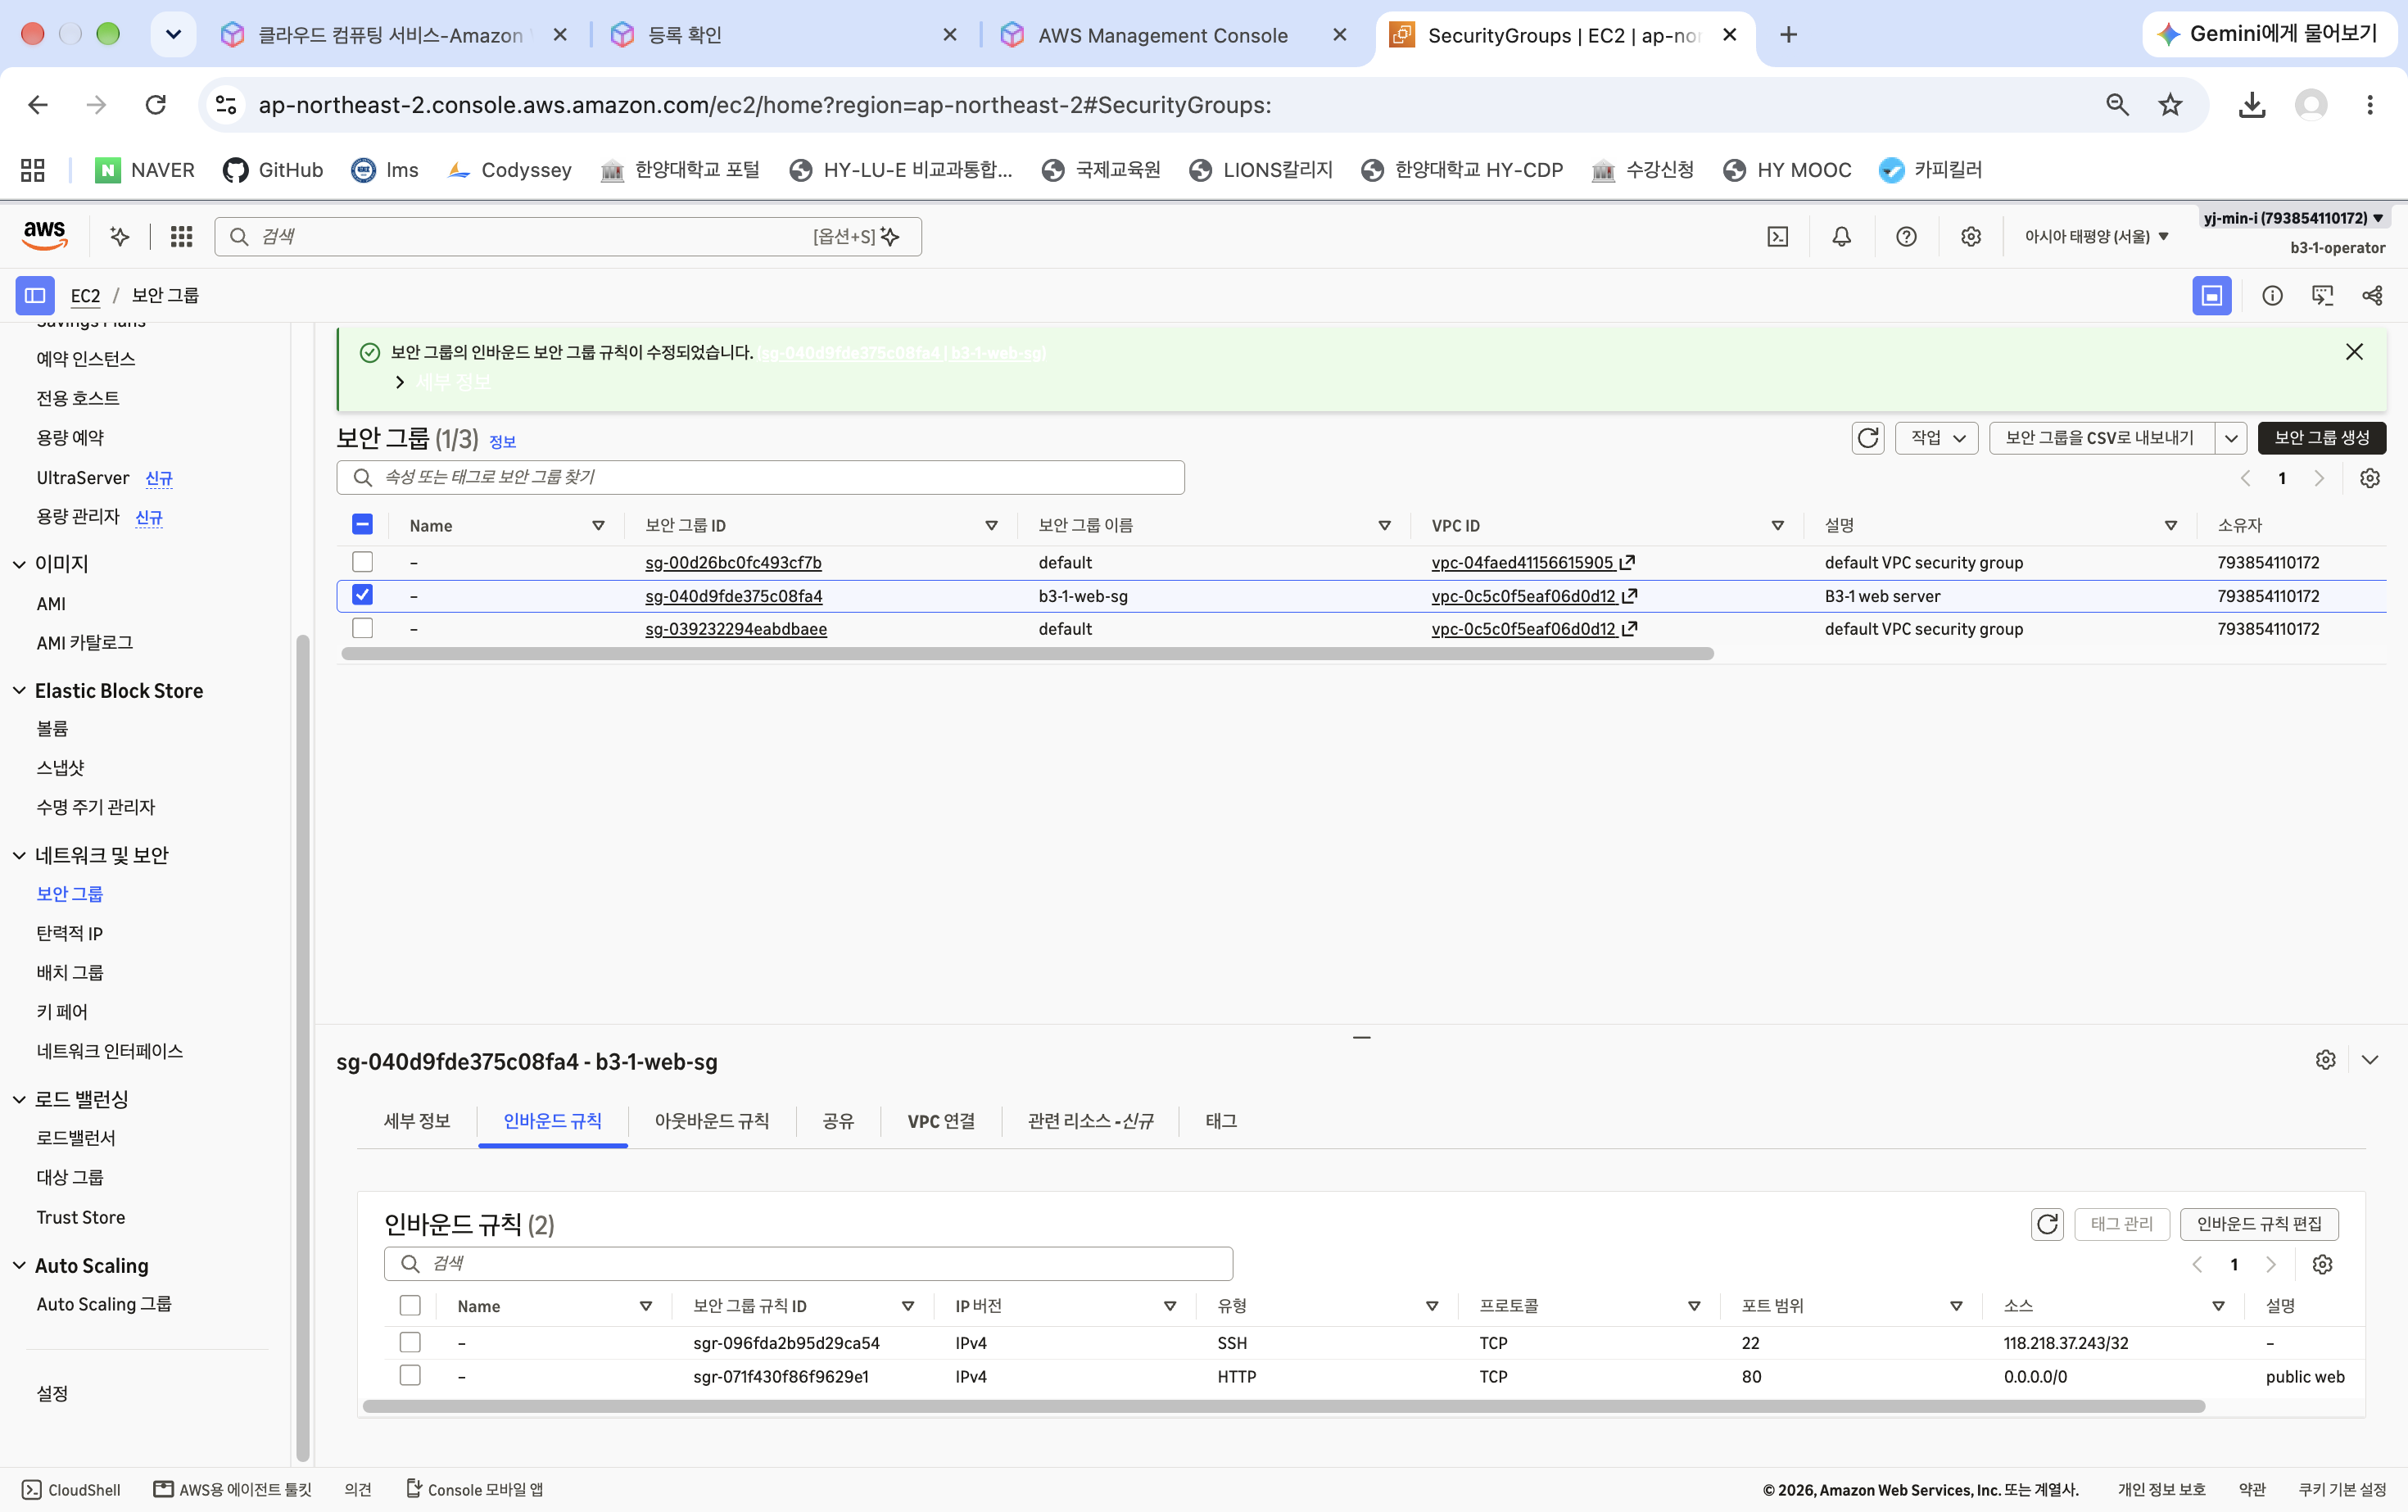 클라우드 컴퓨팅 서비스-Amazon
등록 확인
AWS Management Console
SecurityGroups | EC2 | ap-nor
Gemini에게 물어보기
ap-northeast-2.console.aws.amazon.com/ec2/home?region=ap-northeast-2#SecurityGroups:
NAVER
GitHub
lms
Codyssey
한양대학교 포털
HY-LU-E 비교과통합...
국제교육원
LIONS칼리지
한양대학교 HY-CDP
수강신청
HY MOOC
카피킬러
aws
검색
[옵션+S]
아시아 태평양 (서울)
yj-min-i (793854110172)
b3-1-operator
EC2 / 보안 그룹
Savings Plans
예약 인스턴스
전용 호스트
용량 예약
UltraServer 신규
용량 관리자 신규
이미지
AMI
AMI 카탈로그
Elastic Block Store
볼륨
스냅샷
수명 주기 관리자
네트워크 및 보안
보안 그룹
탄력적 IP
배치 그룹
키 페어
네트워크 인터페이스
로드 밸런싱
로드밸런서
대상 그룹
Trust Store
Auto Scaling
Auto Scaling 그룹
설정
보안 그룹의 인바운드 보안 그룹 규칙이 수정되었습니다. (sg-040d9fde375c08fa4 | b3-1-web-sg)
세부 정보
보안 그룹 (1/3) 정보
작업
보안 그룹을 CSV로 내보내기
보안 그룹 생성
속성 또는 태그로 보안 그룹 찾기
1
Name 보안 그룹 ID 보안 그룹 이름 VPC ID 설명 소유자
– sg-00d26bc0fc493cf7b default vpc-04faed41156615905 default VPC security group 793854110172
– sg-040d9fde375c08fa4 b3-1-web-sg vpc-0c5c0f5eaf06d0d12 B3-1 web server 793854110172
– sg-039232294eabdbaee default vpc-0c5c0f5eaf06d0d12 default VPC security group 793854110172
sg-040d9fde375c08fa4 - b3-1-web-sg
세부 정보
인바운드 규칙
아웃바운드 규칙
공유
VPC 연결
관련 리소스 - 신규
태그
인바운드 규칙 (2)
태그 관리
인바운드 규칙 편집
검색
1
Name 보안 그룹 규칙 ID IP 버전 유형 프로토콜 포트 범위 소스 설명
– sgr-096fda2b95d29ca54 IPv4 SSH TCP 22 118.218.37.243/32 –
– sgr-071f430f86f9629e1 IPv4 HTTP TCP 80 0.0.0.0/0 public web
CloudShell
AWS용 에이전트 툴킷
의견
Console 모바일 앱
© 2026, Amazon Web Services, Inc. 또는 계열사.
개인 정보 보호
약관
쿠키 기본 설정